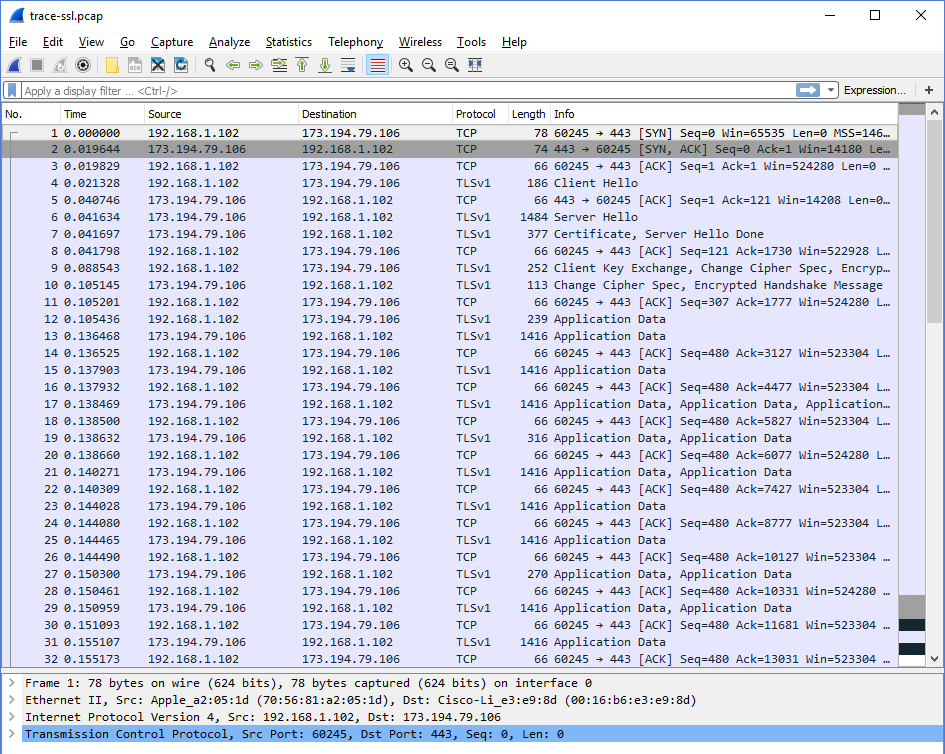 trace-ssl.pcap
File Edit View Go Capture Analyze Statistics Telephony Wireless Tools Help
Apply a display filter ... <Ctrl-/> Expression... +
No. Time Source Destination Protocol Length Info
1 0.000000 192.168.1.102 173.194.79.106 TCP 78 60245 → 443 [SYN] Seq=0 Win=65535 Len=0 MSS=146…
2 0.019644 173.194.79.106 192.168.1.102 TCP 74 443 → 60245 [SYN, ACK] Seq=0 Ack=1 Win=14180 Le…
3 0.019829 192.168.1.102 173.194.79.106 TCP 66 60245 → 443 [ACK] Seq=1 Ack=1 Win=524280 Len=0 …
4 0.021328 192.168.1.102 173.194.79.106 TLSv1 186 Client Hello
5 0.040746 173.194.79.106 192.168.1.102 TCP 66 443 → 60245 [ACK] Seq=1 Ack=121 Win=14208 Len=0…
6 0.041634 173.194.79.106 192.168.1.102 TLSv1 1484 Server Hello
7 0.041697 173.194.79.106 192.168.1.102 TLSv1 377 Certificate, Server Hello Done
8 0.041798 192.168.1.102 173.194.79.106 TCP 66 60245 → 443 [ACK] Seq=121 Ack=1730 Win=522928 L…
9 0.088543 192.168.1.102 173.194.79.106 TLSv1 252 Client Key Exchange, Change Cipher Spec, Encryp…
10 0.105145 173.194.79.106 192.168.1.102 TLSv1 113 Change Cipher Spec, Encrypted Handshake Message
11 0.105201 192.168.1.102 173.194.79.106 TCP 66 60245 → 443 [ACK] Seq=307 Ack=1777 Win=524280 L…
12 0.105436 192.168.1.102 173.194.79.106 TLSv1 239 Application Data
13 0.136468 173.194.79.106 192.168.1.102 TLSv1 1416 Application Data
14 0.136525 192.168.1.102 173.194.79.106 TCP 66 60245 → 443 [ACK] Seq=480 Ack=3127 Win=523304 L…
15 0.137903 173.194.79.106 192.168.1.102 TLSv1 1416 Application Data
16 0.137932 192.168.1.102 173.194.79.106 TCP 66 60245 → 443 [ACK] Seq=480 Ack=4477 Win=523304 L…
17 0.138469 173.194.79.106 192.168.1.102 TLSv1 1416 Application Data, Application Data, Application…
18 0.138500 192.168.1.102 173.194.79.106 TCP 66 60245 → 443 [ACK] Seq=480 Ack=5827 Win=523304 L…
19 0.138632 173.194.79.106 192.168.1.102 TLSv1 316 Application Data, Application Data
20 0.138660 192.168.1.102 173.194.79.106 TCP 66 60245 → 443 [ACK] Seq=480 Ack=6077 Win=524280 L…
21 0.140271 173.194.79.106 192.168.1.102 TLSv1 1416 Application Data, Application Data
22 0.140309 192.168.1.102 173.194.79.106 TCP 66 60245 → 443 [ACK] Seq=480 Ack=7427 Win=523304 L…
23 0.144028 173.194.79.106 192.168.1.102 TLSv1 1416 Application Data
24 0.144080 192.168.1.102 173.194.79.106 TCP 66 60245 → 443 [ACK] Seq=480 Ack=8777 Win=523304 L…
25 0.144465 173.194.79.106 192.168.1.102 TLSv1 1416 Application Data
26 0.144490 192.168.1.102 173.194.79.106 TCP 66 60245 → 443 [ACK] Seq=480 Ack=10127 Win=523304 …
27 0.150300 173.194.79.106 192.168.1.102 TLSv1 270 Application Data, Application Data
28 0.150461 192.168.1.102 173.194.79.106 TCP 66 60245 → 443 [ACK] Seq=480 Ack=10331 Win=524280 …
29 0.150959 173.194.79.106 192.168.1.102 TLSv1 1416 Application Data, Application Data
30 0.151093 192.168.1.102 173.194.79.106 TCP 66 60245 → 443 [ACK] Seq=480 Ack=11681 Win=523304 …
31 0.155107 173.194.79.106 192.168.1.102 TLSv1 1416 Application Data
32 0.155173 192.168.1.102 173.194.79.106 TCP 66 60245 → 443 [ACK] Seq=480 Ack=13031 Win=523304 …
Frame 1: 78 bytes on wire (624 bits), 78 bytes captured (624 bits) on interface 0
Ethernet II, Src: Apple_a2:05:1d (70:56:81:a2:05:1d), Dst: Cisco-Li_e3:e9:8d (00:16:b6:e3:e9:8d)
Internet Protocol Version 4, Src: 192.168.1.102, Dst: 173.194.79.106
Transmission Control Protocol, Src Port: 60245, Dst Port: 443, Seq: 0, Len: 0